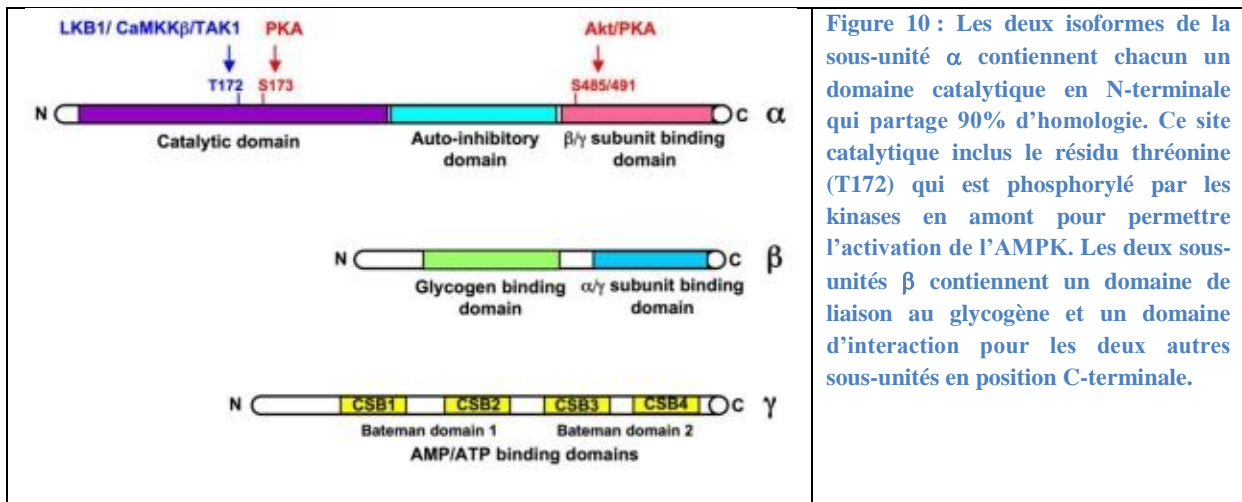 LKB1/ CaMKKβ/TAK1 PKA Akt/PKA
T172 S173 S485/491
N C α
Catalytic domain Auto-inhibitory domain β/γ subunit binding domain
N C β
Glycogen binding domain α/γ subunit binding domain
N CSB1 CSB2 CSB3 CSB4 C γ
Bateman domain 1 Bateman domain 2
AMP/ATP binding domains
Figure 10 : Les deux isoformes de la
sous-unité α contiennent chacun un
domaine catalytique en N-terminale
qui partage 90% d’homologie. Ce site
catalytique inclus le résidu thréonine
(T172) qui est phosphorylé par les
kinases en amont pour permettre
l’activation de l’AMPK. Les deux sous-
unités β contiennent un domaine de
liaison au glycogène et un domaine
d’interaction pour les deux autres
sous-unités en position C-terminale.